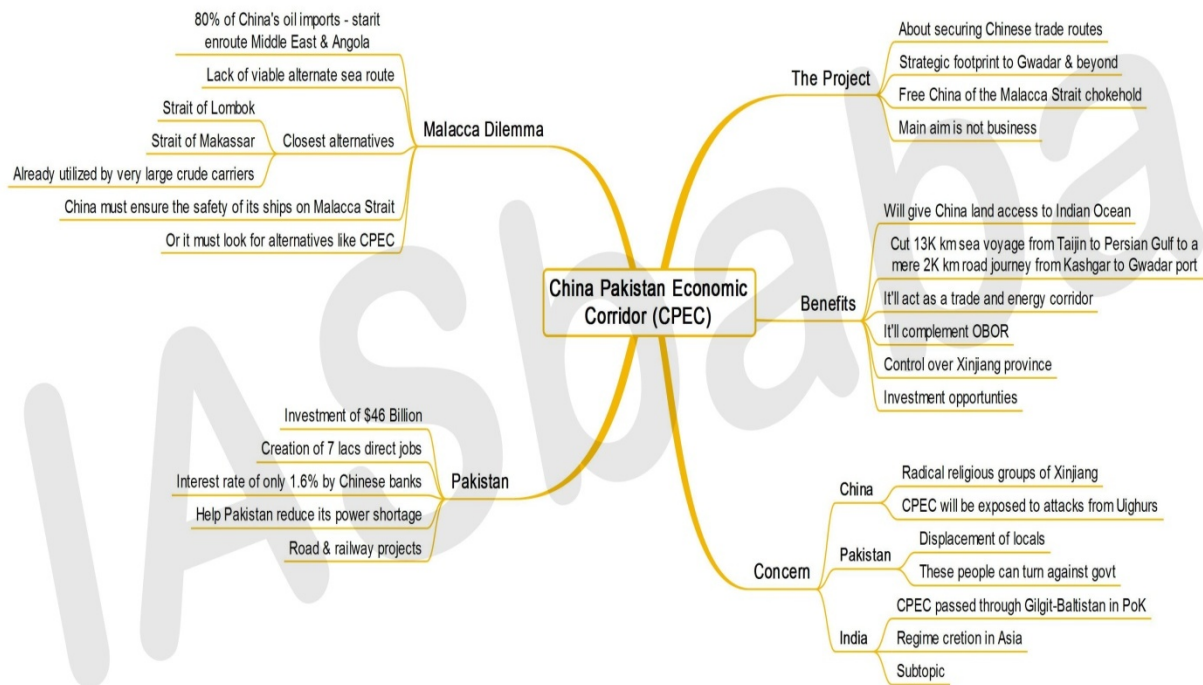 China Pakistan Economic
Corridor (CPEC)
The Project
About securing Chinese trade routes
Strategic footprint to Gwadar & beyond
Free China of the Malacca Strait chokehold
Main aim is not business
Benefits
Will give China land access to Indian Ocean
Cut 13K km sea voyage from Taijin to Persian Gulf to a
mere 2K km road journey from Kashgar to Gwadar port
It'll act as a trade and energy corridor
It'll complement OBOR
Control over Xinjiang province
Investment opportunties
Concern
China
Radical religious groups of Xinjiang
CPEC will be exposed to attacks from Uighurs
Pakistan
Displacement of locals
These people can turn against govt
India
CPEC passed through Gilgit-Baltistan in PoK
Regime cretion in Asia
Subtopic
Pakistan
Investment of $46 Billion
Creation of 7 lacs direct jobs
Interest rate of only 1.6% by Chinese banks
Help Pakistan reduce its power shortage
Road & railway projects
Malacca Dilemma
80% of China's oil imports - starit
enroute Middle East & Angola
Lack of viable alternate sea route
Closest alternatives
Strait of Lombok
Strait of Makassar
Already utilized by very large crude carriers
China must ensure the safety of its ships on Malacca Strait
Or it must look for alternatives like CPEC
IASbaba